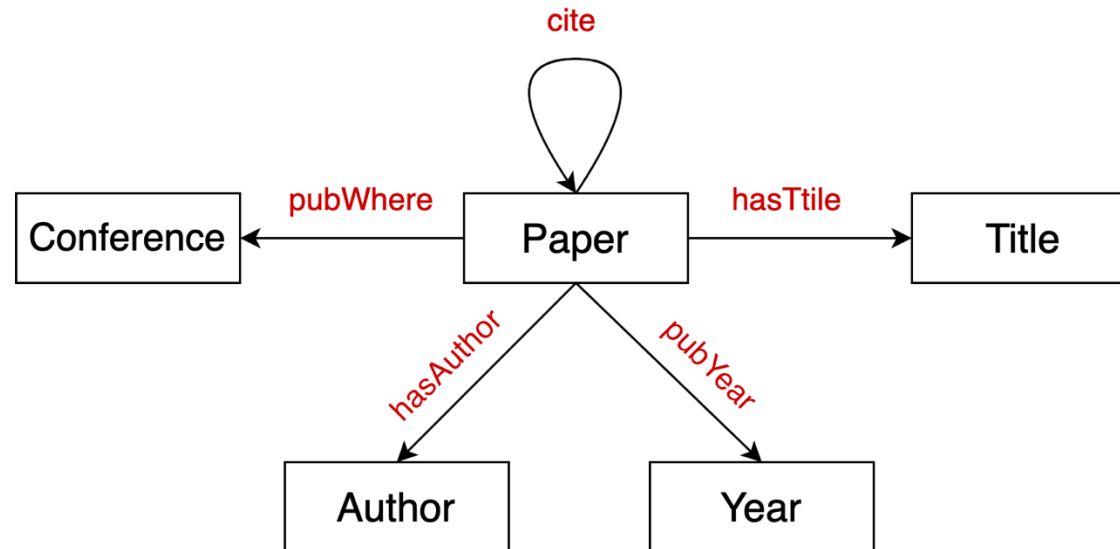 cite
pubWhere
hasTtile
Conference
Paper
Title
hasAuthor
pubYear
Author
Year